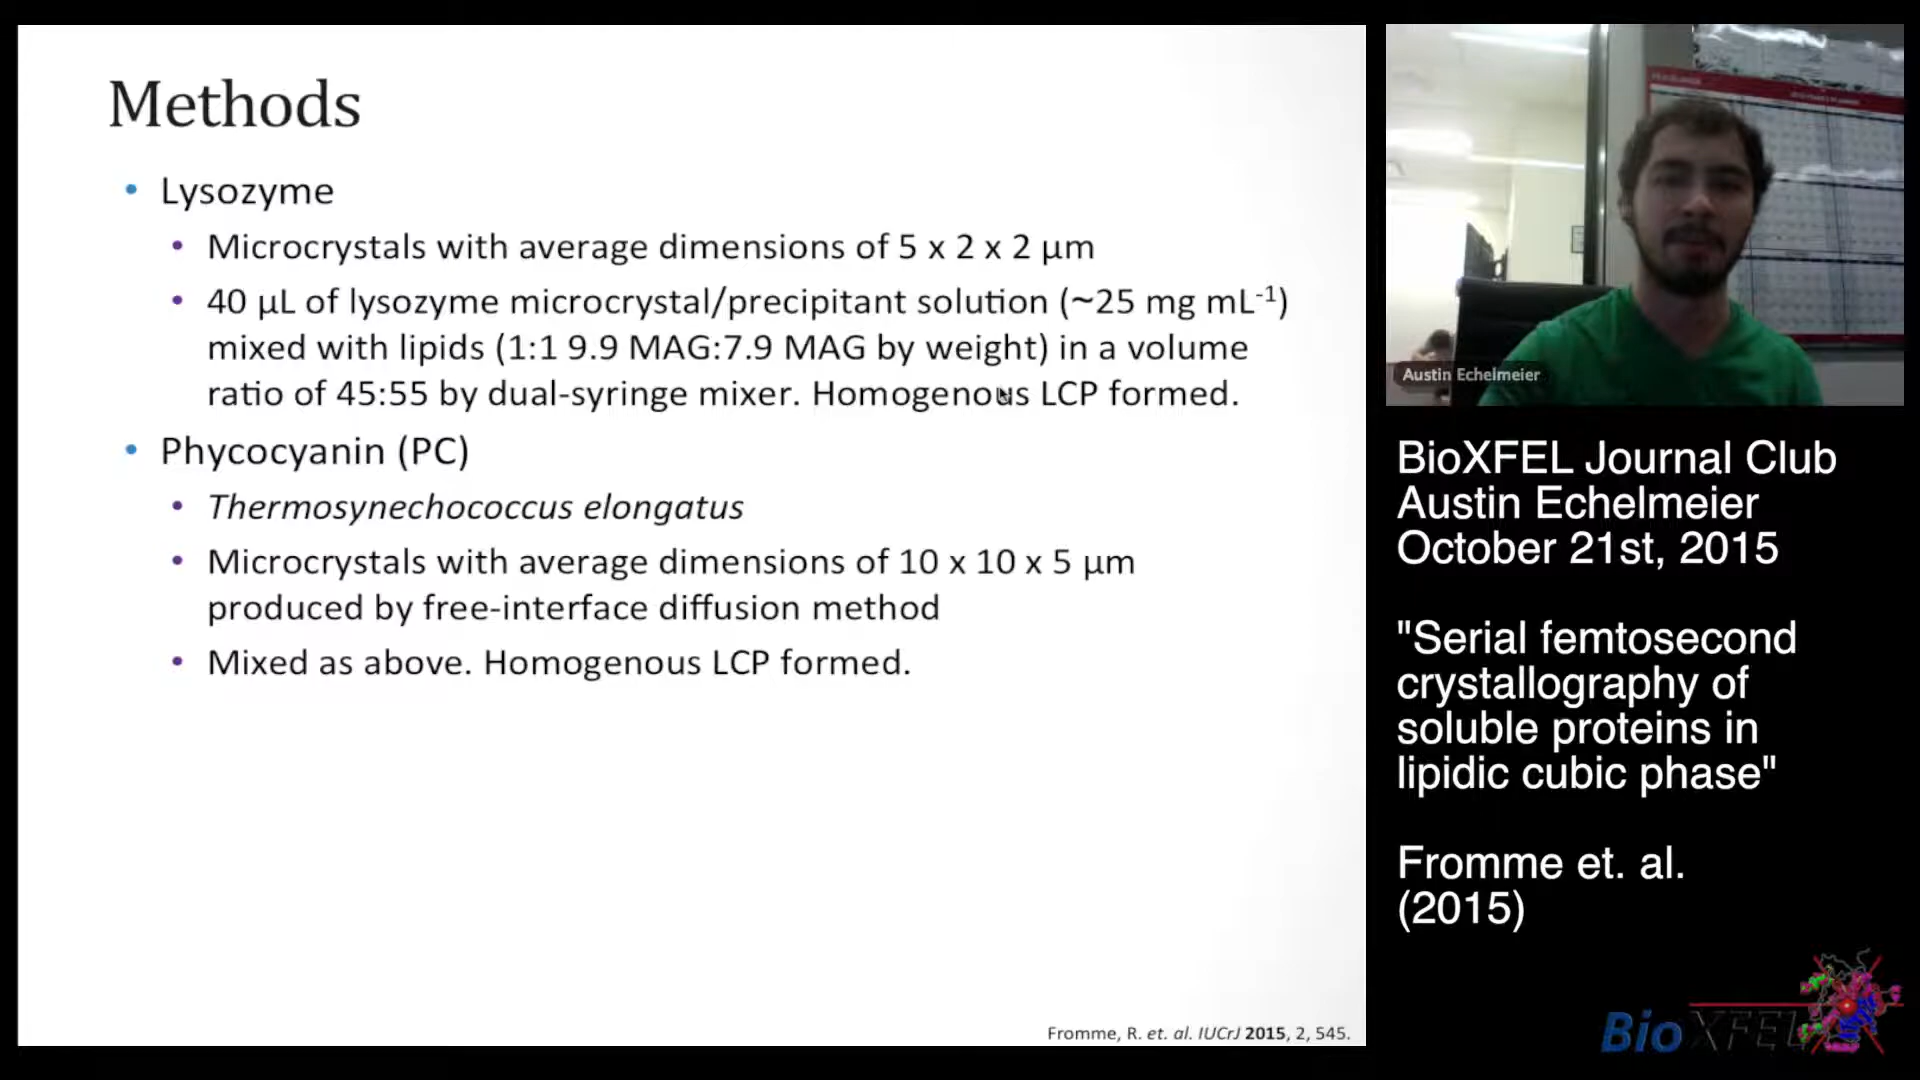 Methods
• Lysozyme
• Microcrystals with average dimensions of 5 x 2 x 2 µm
• 40 µL of lysozyme microcrystal/precipitant solution (~25 mg mL⁻¹)
mixed with lipids (1:1 9.9 MAG:7.9 MAG by weight) in a volume
ratio of 45:55 by dual-syringe mixer. Homogenous LCP formed.
• Phycocyanin (PC)
• Thermosynechococcus elongatus
• Microcrystals with average dimensions of 10 x 10 x 5 µm
produced by free-interface diffusion method
• Mixed as above. Homogenous LCP formed.
Fromme, R. et. al. IUCrJ 2015, 2, 545.
Austin Echelmeier
BioXFEL Journal Club
Austin Echelmeier
October 21st, 2015
"Serial femtosecond
crystallography of
soluble proteins in
lipidic cubic phase"
Fromme et. al.
(2015)
BioXFEL